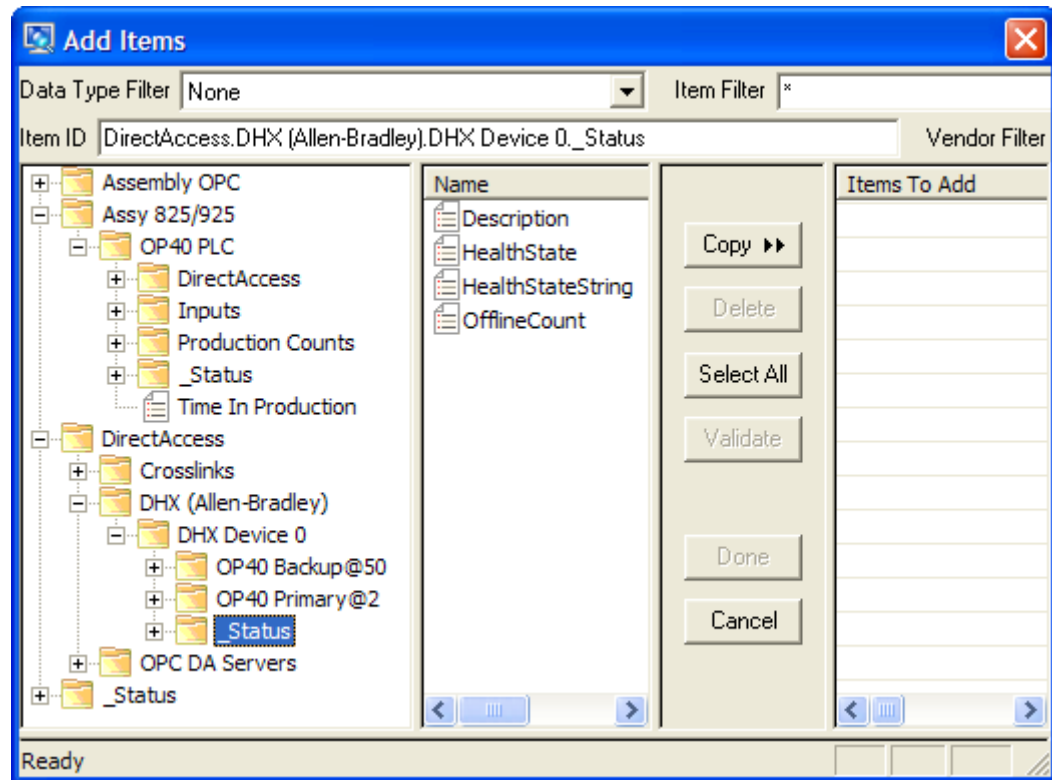 Add Items
Data Type Filter None Item Filter *
Item ID DirectAccess.DHX (Allen-Bradley).DHX Device 0._Status Vendor Filter
Assembly OPC
Assy 825/925
OP40 PLC
DirectAccess
Inputs
Production Counts
_Status
Time In Production
DirectAccess
Crosslinks
DHX (Allen-Bradley)
DHX Device 0
OP40 Backup@50
OP40 Primary@2
_Status
OPC DA Servers
_Status
Name
Description
HealthState
HealthStateString
OfflineCount
Copy
Delete
Select All
Validate
Done
Cancel
Items To Add
Ready